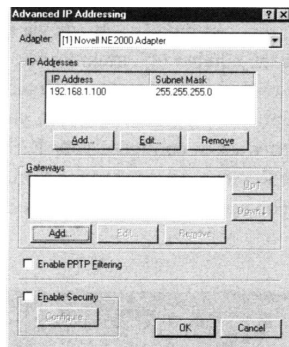 Advanced IP Addressing
Adapter: [1] Novell NE2000 Adapter
IP Addresses
IP Address Subnet Mask
192.168.1.100 255.255.255.0
Add... Edit... Remove
Gateways
Up↑
Down↓
Add... Edit... Remove
Enable PPTP Filtering
Enable Security
Configure...
OK Cancel